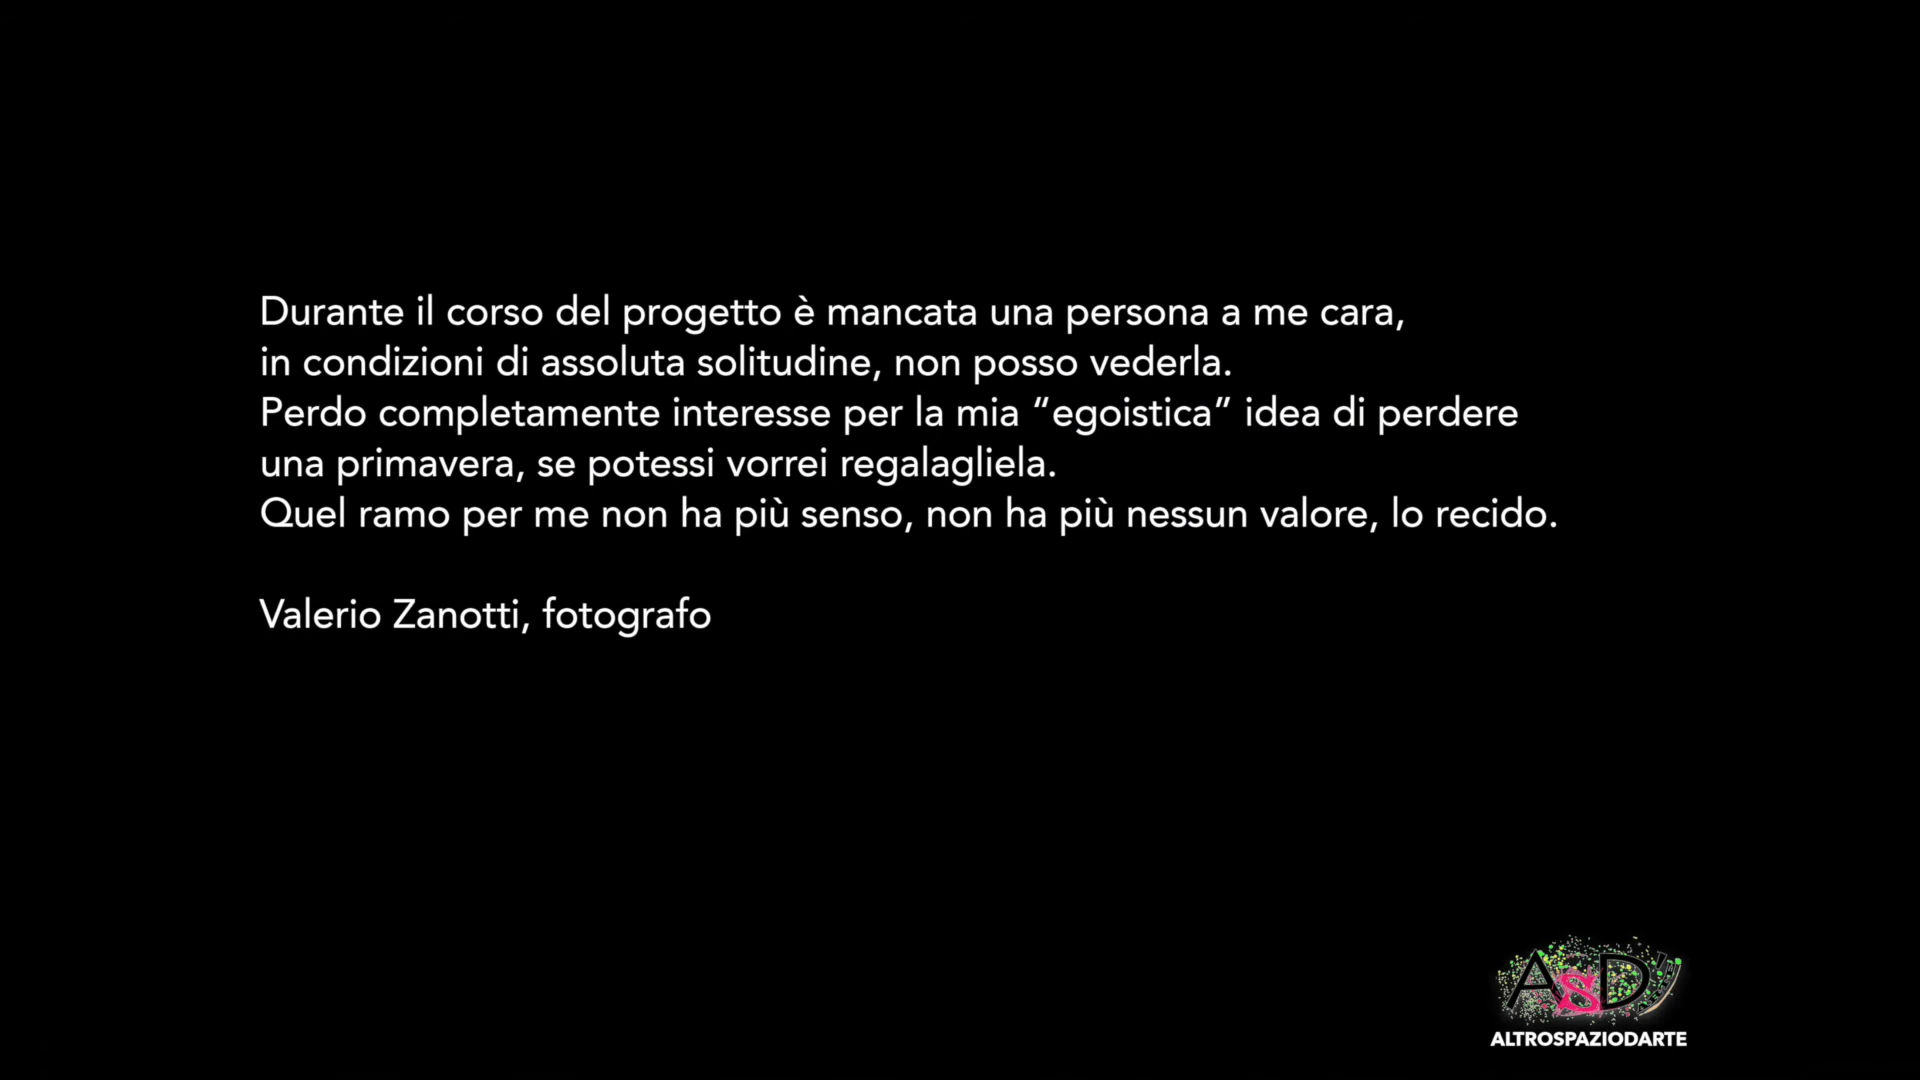 Durante il corso del progetto è mancata una persona a me cara,
in condizioni di assoluta solitudine, non posso vederla.
Perdo completamente interesse per la mia “egoistica” idea di perdere
una primavera, se potessi vorrei regalagliela.
Quel ramo per me non ha più senso, non ha più nessun valore, lo recido.
Valerio Zanotti, fotografo
ASD'
ALTROSPAZIODARTE